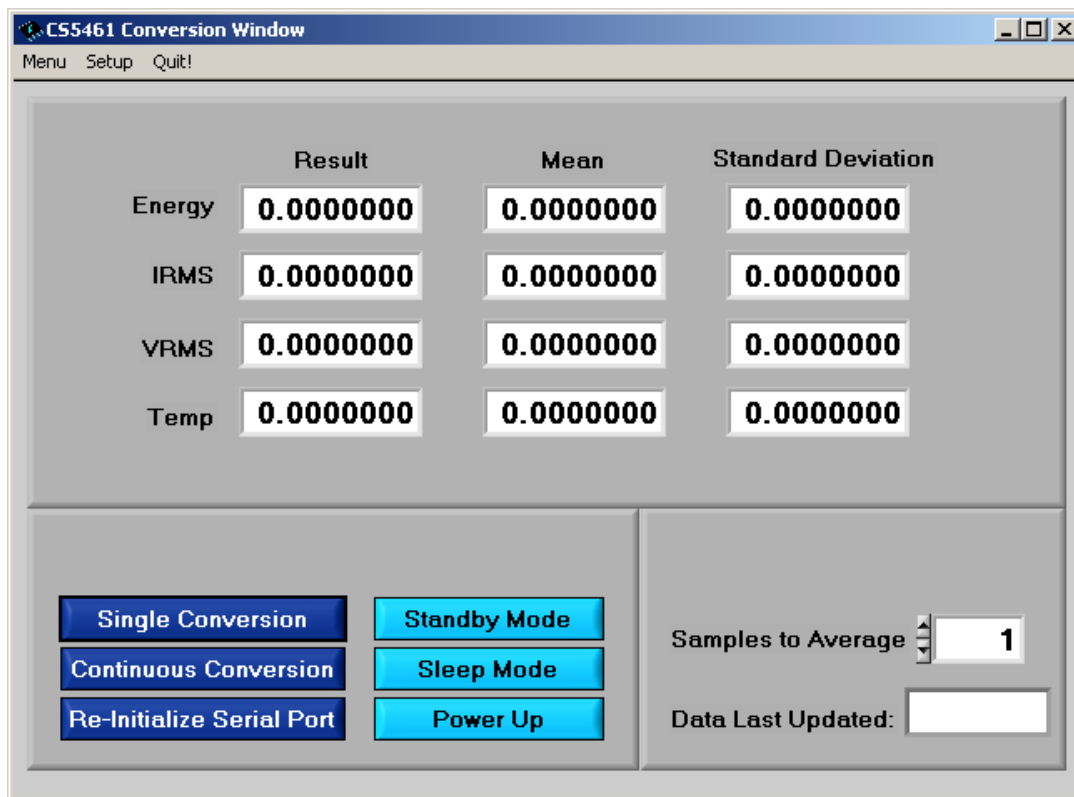 CS5461 Conversion Window
Menu Setup Quit!
Result Mean Standard Deviation
Energy 0.0000000 0.0000000 0.0000000
IRMS 0.0000000 0.0000000 0.0000000
VRMS 0.0000000 0.0000000 0.0000000
Temp 0.0000000 0.0000000 0.0000000
Single Conversion Standby Mode
Continuous Conversion Sleep Mode
Re-Initialize Serial Port Power Up
Samples to Average 1
Data Last Updated: